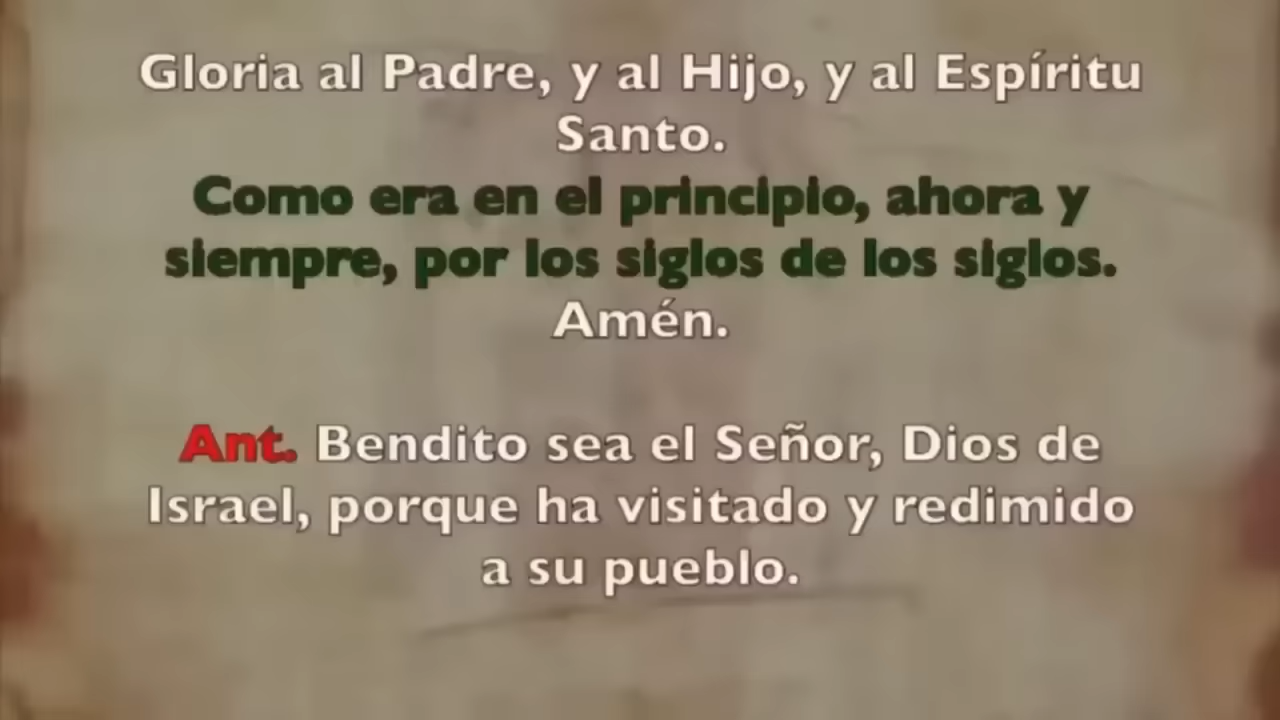 Gloria al Padre, y al Hijo, y al Espíritu
Santo.
Como era en el principio, ahora y
siempre, por los siglos de los siglos.
Amén.
Ant. Bendito sea el Señor, Dios de
Israel, porque ha visitado y redimido
a su pueblo.